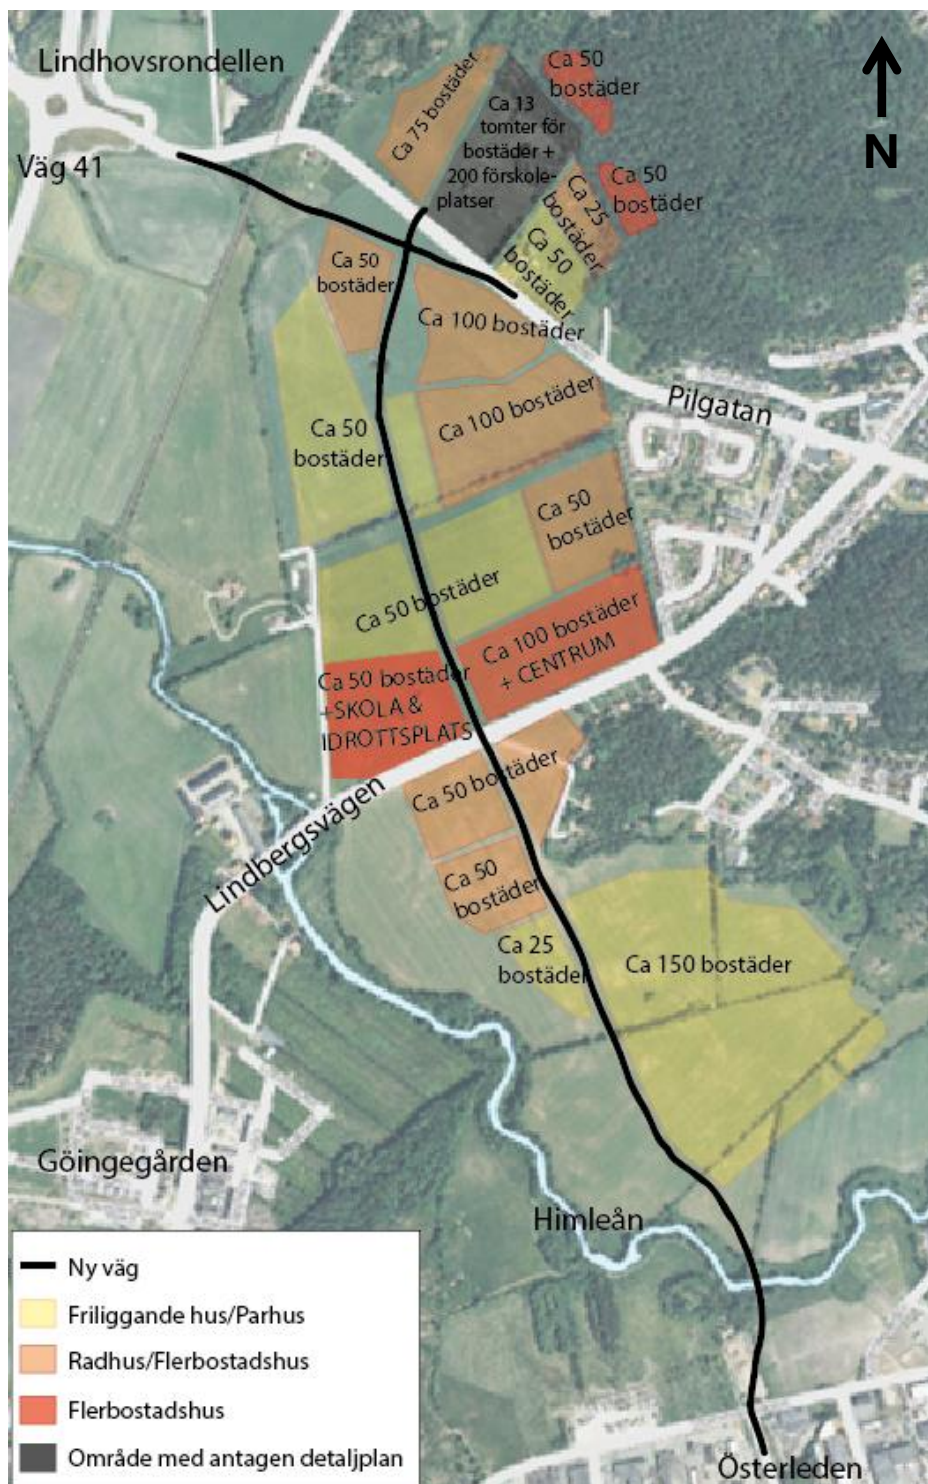 Lindhovsrondellen
Väg 41
Ca 75 bostäder
Ca 13
tomter för
bostäder +
200 förskole-
platser
Ca 50
bostäder
N
Ca 50
bostäder
Ca 25
bostäder
Ca 50
bostäder
Ca 50
bostäder
Ca 100 bostäder
Ca 100 bostäder
Pilgatan
Ca 50
bostäder
Ca 50
bostäder
Ca 50 bostäder
Ca 100 bostäder
+ CENTRUM
Ca 50 bostäder
+SKOLA &
IDROTTSPLATS
Lindbergsvägen
Ca 50 bostäder
Ca 50
bostäder
Ca 25
bostäder
Ca 150 bostäder
Göingegården
Himleån
Ny väg
Friliggande hus/Parhus
Radhus/Flerbostadshus
Flerbostadshus
Område med antagen detaljplan
Österleden